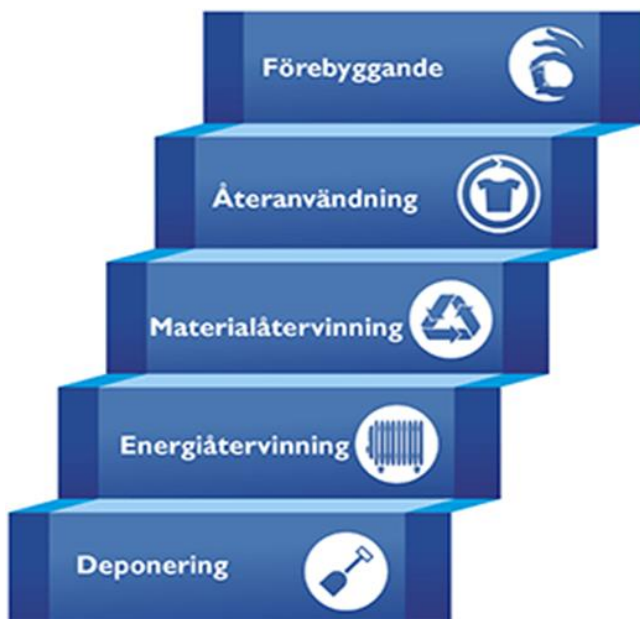 Förebyggande
Återanvändning
Materialåtervinning
Energiåtervinning
Deponering